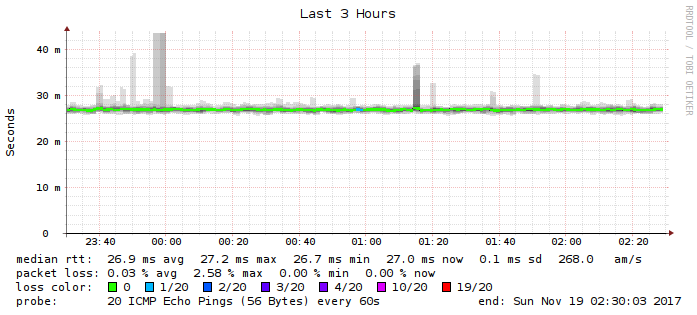 Last 3 Hours
RRDTOOL / TOBI OETIKER
Seconds
40 m
30 m
20 m
10 m
0
23:40 00:00 00:20 00:40 01:00 01:20 01:40 02:00 02:20
median rtt: 26.9 ms avg 27.2 ms max 26.7 ms min 27.0 ms now 0.1 ms sd 268.0 am/s
packet loss: 0.03 % avg 2.58 % max 0.00 % min 0.00 % now
loss color: 0 1/20 2/20 3/20 4/20 10/20 19/20
probe: 20 ICMP Echo Pings (56 Bytes) every 60s end: Sun Nov 19 02:30:03 2017